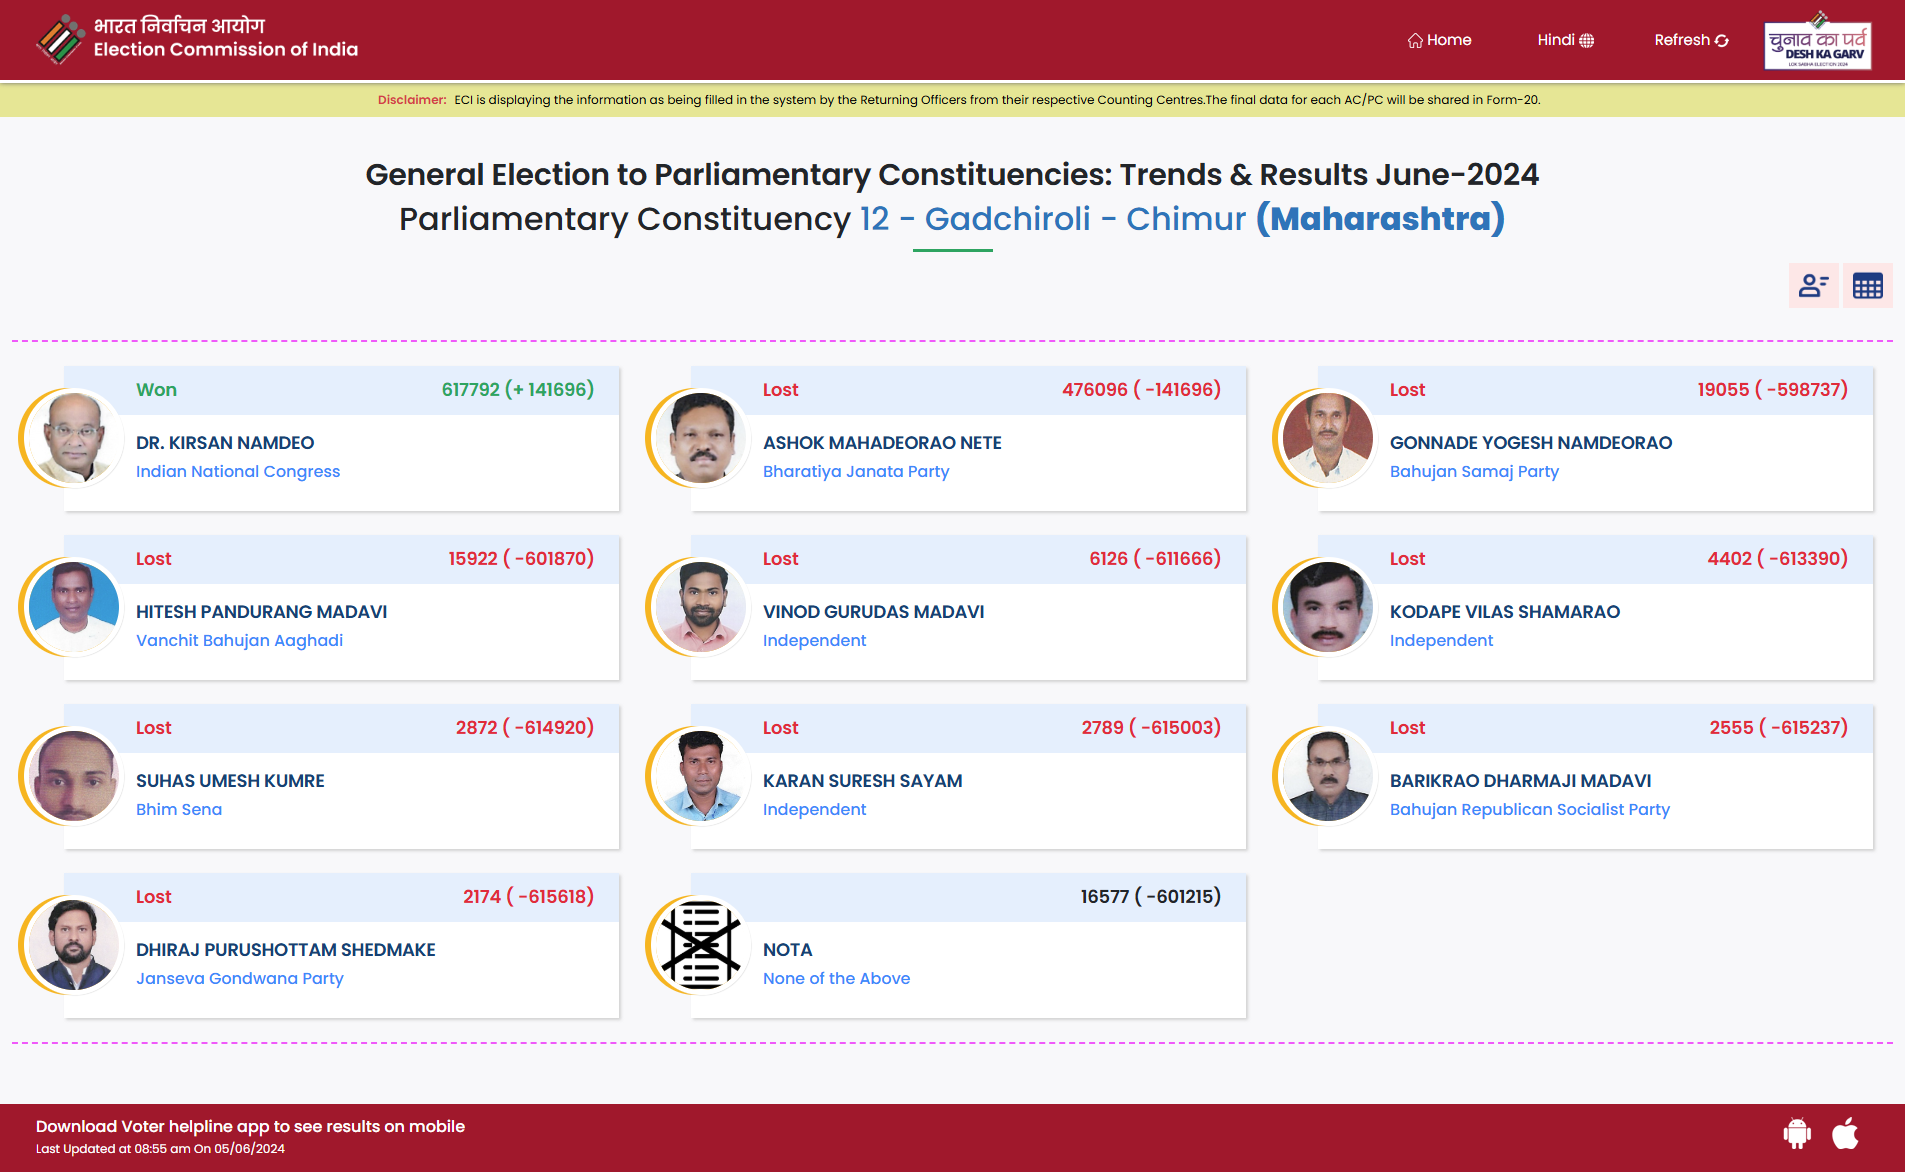 भारत निर्वाचन आयोग
Election Commission of India
Home
Hindi
Refresh
चुनाव का पर्व
DESH KA GARV
LOK SABHA ELECTION 2024
Disclaimer: ECI is displaying the information as being filled in the system by the Returning Officers from their respective Counting Centres.The final data for each AC/PC will be shared in Form-20.
General Election to Parliamentary Constituencies: Trends & Results June-2024
Parliamentary Constituency 12 - Gadchiroli - Chimur (Maharashtra)
Won 617792 (+ 141696)
DR. KIRSAN NAMDEO
Indian National Congress
Lost 476096 ( -141696)
ASHOK MAHADEORAO NETE
Bharatiya Janata Party
Lost 19055 ( -598737)
GONNADE YOGESH NAMDEORAO
Bahujan Samaj Party
Lost 15922 ( -601870)
HITESH PANDURANG MADAVI
Vanchit Bahujan Aaghadi
Lost 6126 ( -611666)
VINOD GURUDAS MADAVI
Independent
Lost 4402 ( -613390)
KODAPE VILAS SHAMARAO
Independent
Lost 2872 ( -614920)
SUHAS UMESH KUMRE
Bhim Sena
Lost 2789 ( -615003)
KARAN SURESH SAYAM
Independent
Lost 2555 ( -615237)
BARIKRAO DHARMAJI MADAVI
Bahujan Republican Socialist Party
Lost 2174 ( -615618)
DHIRAJ PURUSHOTTAM SHEDMAKE
Janseva Gondwana Party
16577 ( -601215)
NOTA
None of the Above
Download Voter helpline app to see results on mobile
Last Updated at 08:55 am On 05/06/2024